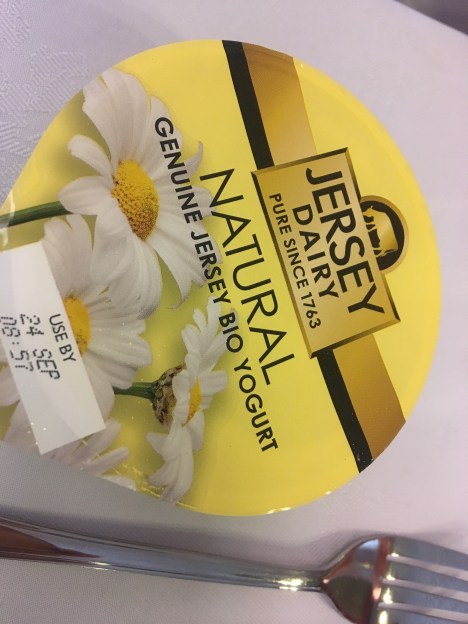 JERSEY
DAIRY
PURE SINCE 1763
NATURAL
GENUINE JERSEY BIO YOGURT
USE BY
24 SEP
08:57